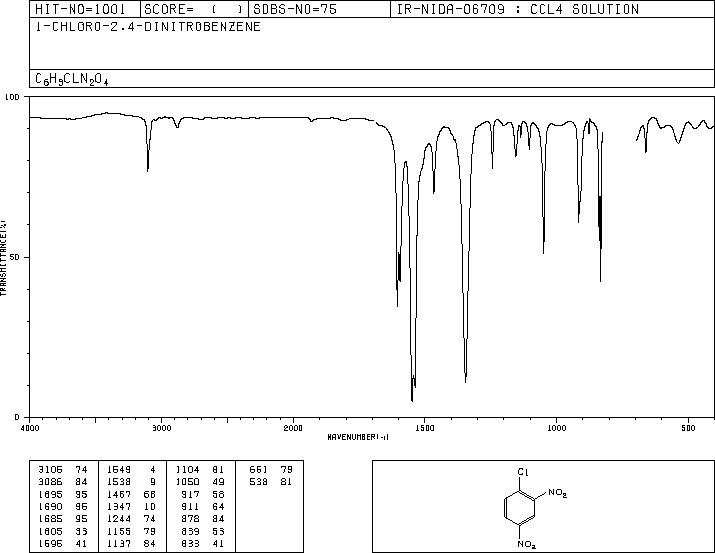 HIT-NO=1001 SCORE= ( ) SDBS-NO=75 IR-NIDA-06709 : CCL4 SOLUTION
1-CHLORO-2.4-DINITROBENZENE
C6H3CLN2O4
100
50
0
TRANSMITTANCE(%)
4000 3000 2000 1500 1000 500
WAVENUMBER(-1)
3106 74 1549 4 1104 81 661 79
3086 84 1538 9 1050 49 538 81
1695 95 1467 66 917 58
1690 96 1347 10 911 64
1685 95 1244 74 878 84
1605 33 1155 79 839 53
1595 41 1137 84 833 41
Cl
NO2
NO2